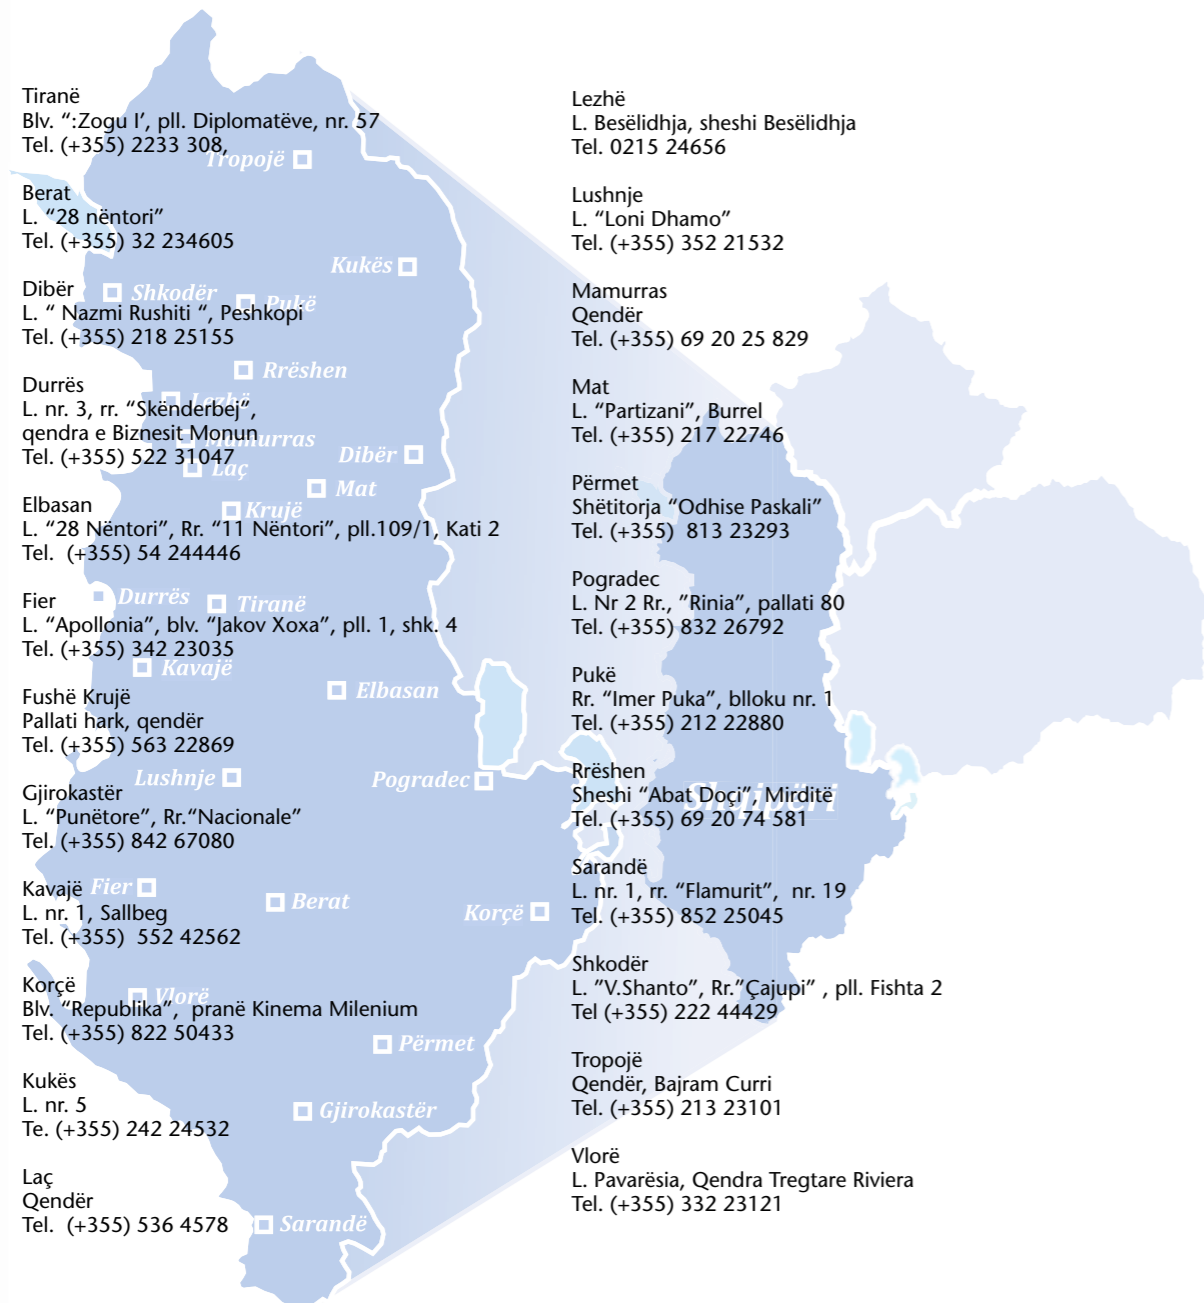 Tiranë
Blv. “:Zogu I’, pll. Diplomatëve, nr. 57
Tel. (+355) 2233 308,
Berat
L. “28 nëntori”
Tel. (+355) 32 234605
Dibër
L. “ Nazmi Rushiti “, Peshkopi
Tel. (+355) 218 25155
Durrës
L. nr. 3, rr. “Skënderbej”,
qendra e Biznesit Monun
Tel. (+355) 522 31047
Elbasan
L. “28 Nëntori”, Rr. “11 Nëntori”, pll.109/1, Kati 2
Tel. (+355) 54 244446
Fier
L. “Apollonia”, blv. “Jakov Xoxa”, pll. 1, shk. 4
Tel. (+355) 342 23035
Fushë Krujë
Pallati hark, qendër
Tel. (+355) 563 22869
Gjirokastër
L. “Punëtore”, Rr.“Nacionale”
Tel. (+355) 842 67080
Kavajë
L. nr. 1, Sallbeg
Tel. (+355) 552 42562
Korçë
Blv. “Republika”, pranë Kinema Milenium
Tel. (+355) 822 50433
Kukës
L. nr. 5
Te. (+355) 242 24532
Laç
Qendër
Tel. (+355) 536 4578
Lezhë
L. Besëlidhja, sheshi Besëlidhja
Tel. 0215 24656
Lushnje
L. “Loni Dhamo”
Tel. (+355) 352 21532
Mamurras
Qendër
Tel. (+355) 69 20 25 829
Mat
L. “Partizani”, Burrel
Tel. (+355) 217 22746
Përmet
Shëtitorja “Odhise Paskali”
Tel. (+355) 813 23293
Pogradec
L. Nr 2 Rr., ”Rinia”, pallati 80
Tel. (+355) 832 26792
Pukë
Rr. “Imer Puka”, blloku nr. 1
Tel. (+355) 212 22880
Rrëshen
Sheshi “Abat Doçi”, Mirditë
Tel. (+355) 69 20 74 581
Sarandë
L. nr. 1, rr. “Flamurit”, nr. 19
Tel. (+355) 852 25045
Shkodër
L. “V.Shanto”, Rr.”Çajupi” , pll. Fishta 2
Tel (+355) 222 44429
Tropojë
Qendër, Bajram Curri
Tel. (+355) 213 23101
Vlorë
L. Pavarësia, Qendra Tregtare Riviera
Tel. (+355) 332 23121
Tropojë
Kukës
Shkodër
Pukë
Rrëshen
Lezhë
Mamurras
Dibër
Laç
Mat
Krujë
Durrës
Tiranë
Kavajë
Elbasan
Lushnje
Pogradec
Fier
Berat
Korçë
Vlorë
Përmet
Gjirokastër
Sarandë
Shqipëri